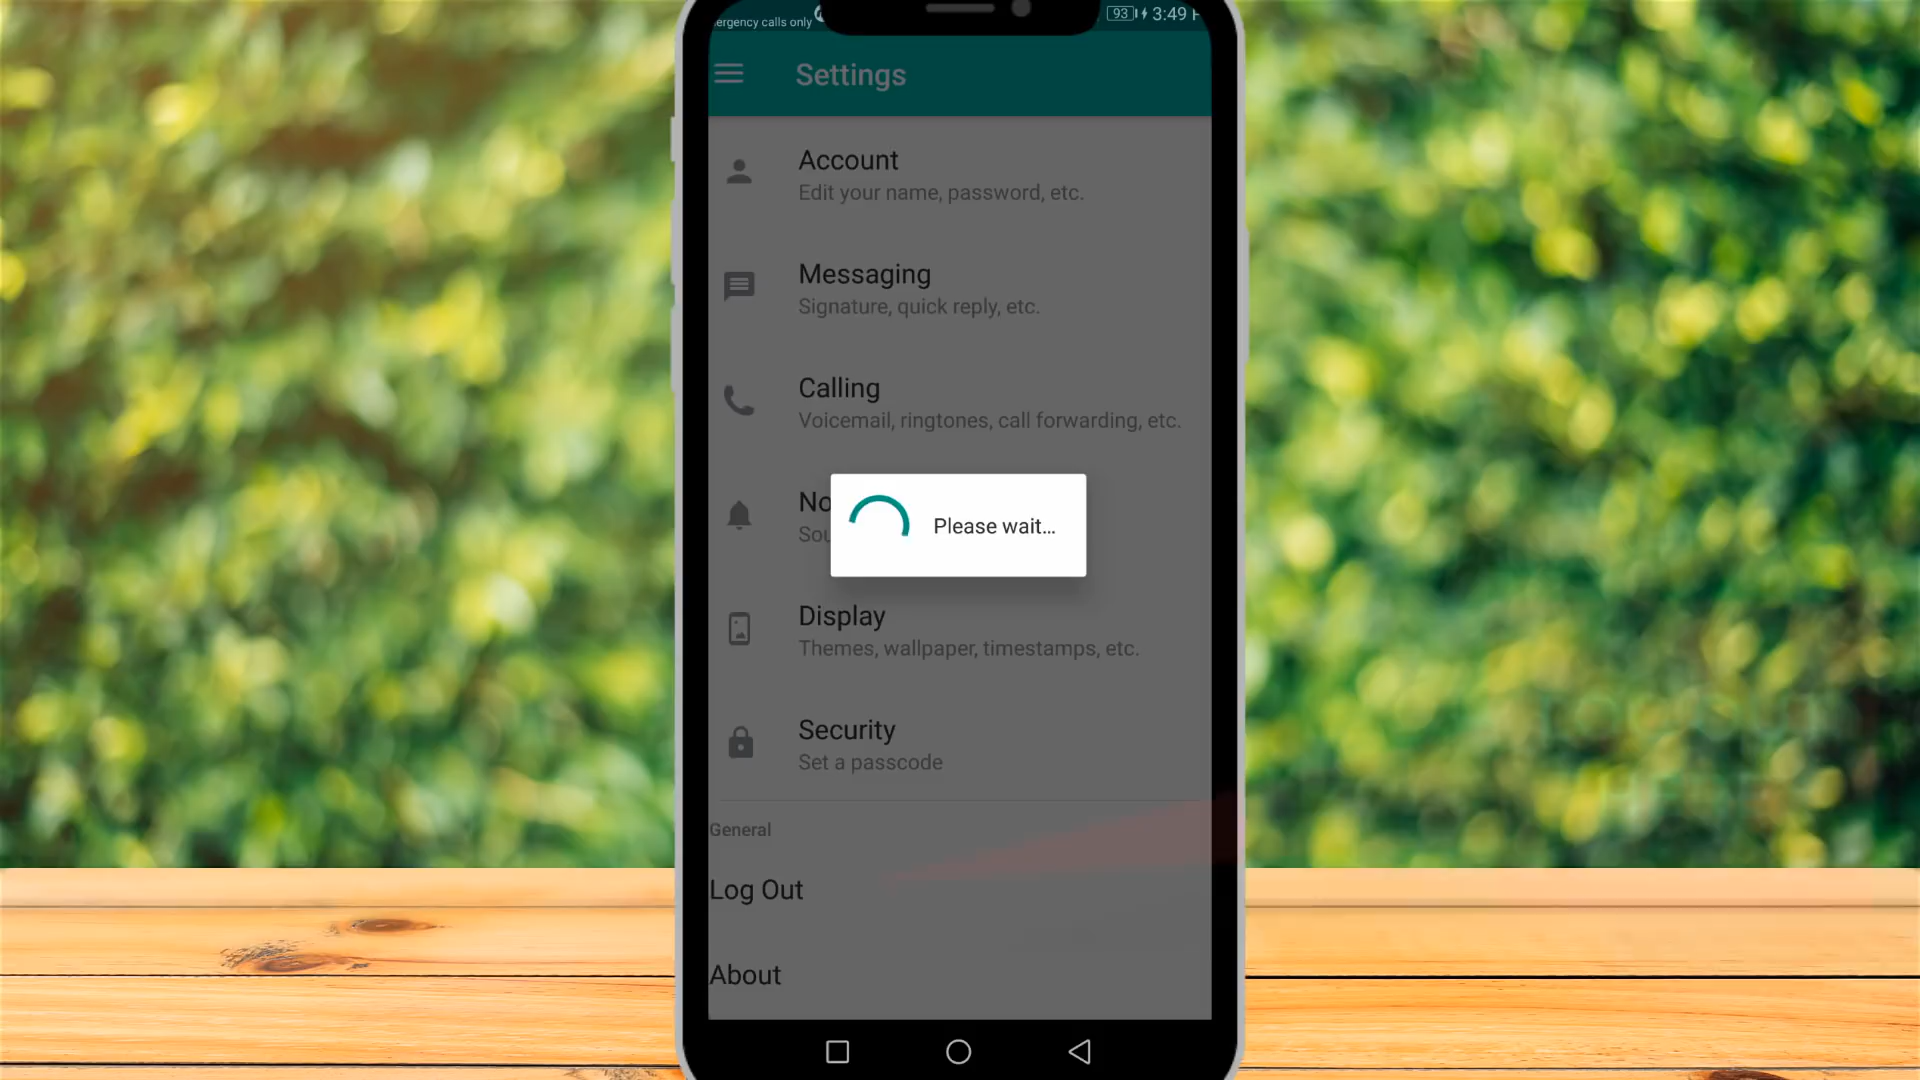 ergency calls only
93
3:49
Settings
Account
Edit your name, password, etc.
Messaging
Signature, quick reply, etc.
Calling
Voicemail, ringtones, call forwarding, etc.
No
Sou
Please wait...
Display
Themes, wallpaper, timestamps, etc.
Security
Set a passcode
General
Log Out
About